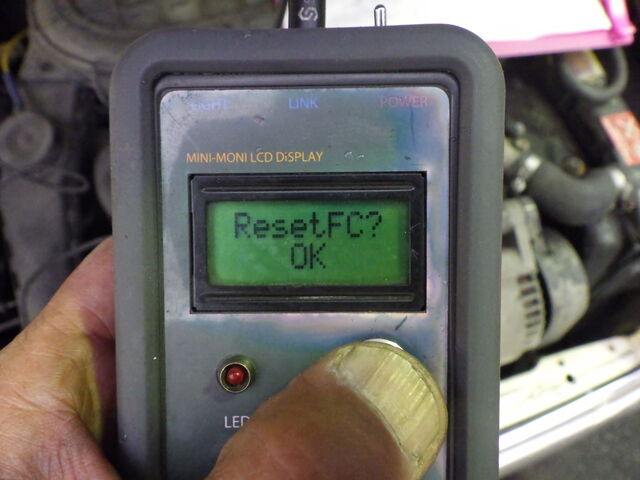 LIGHT LINK POWER
MINI-MONI LCD DiSPLAY
ResetFC?
OK
LED